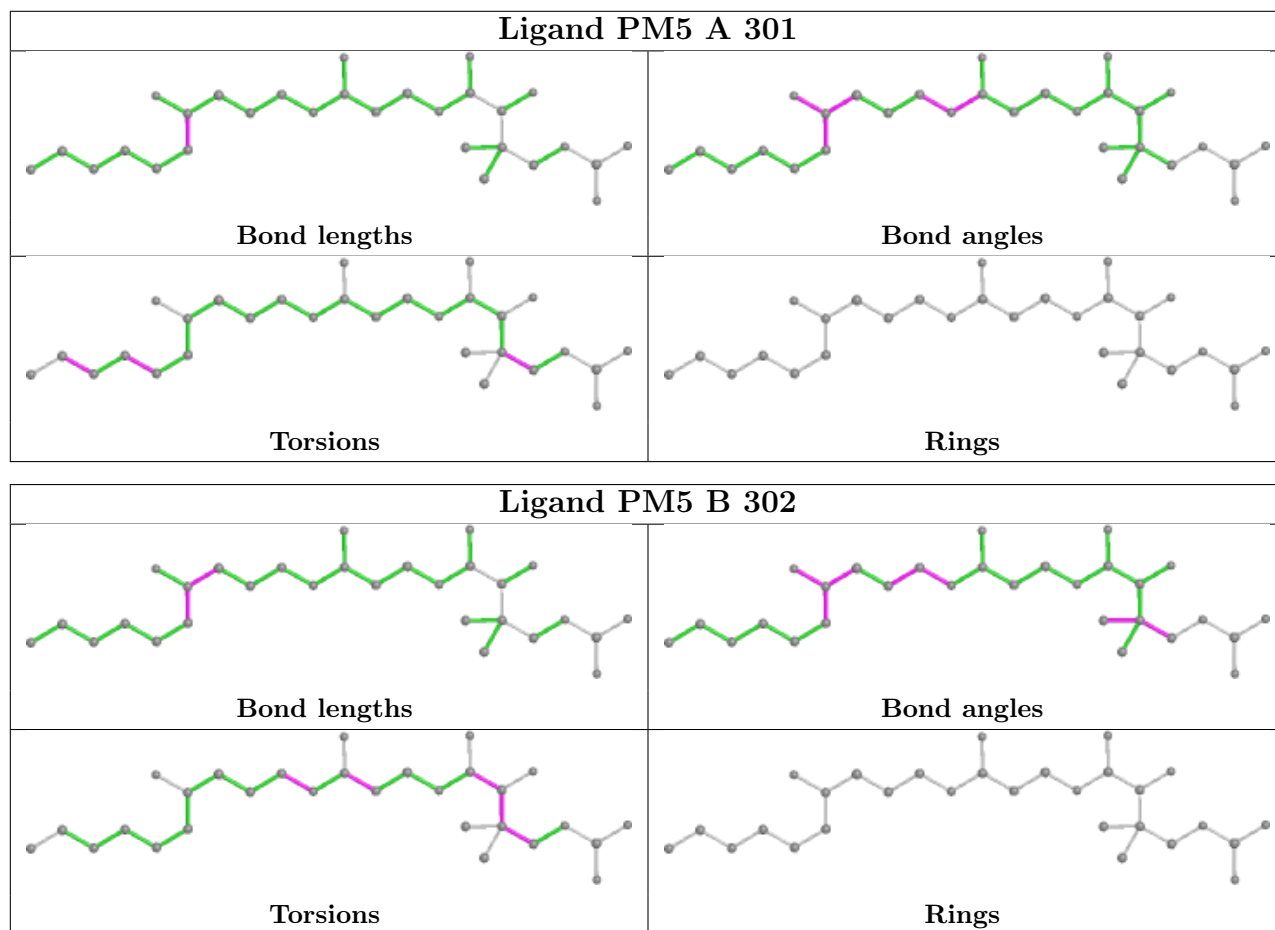 Ligand PM5 A 301
Bond lengths
Bond angles
Torsions
Rings
Ligand PM5 B 302
Bond lengths
Bond angles
Torsions
Rings